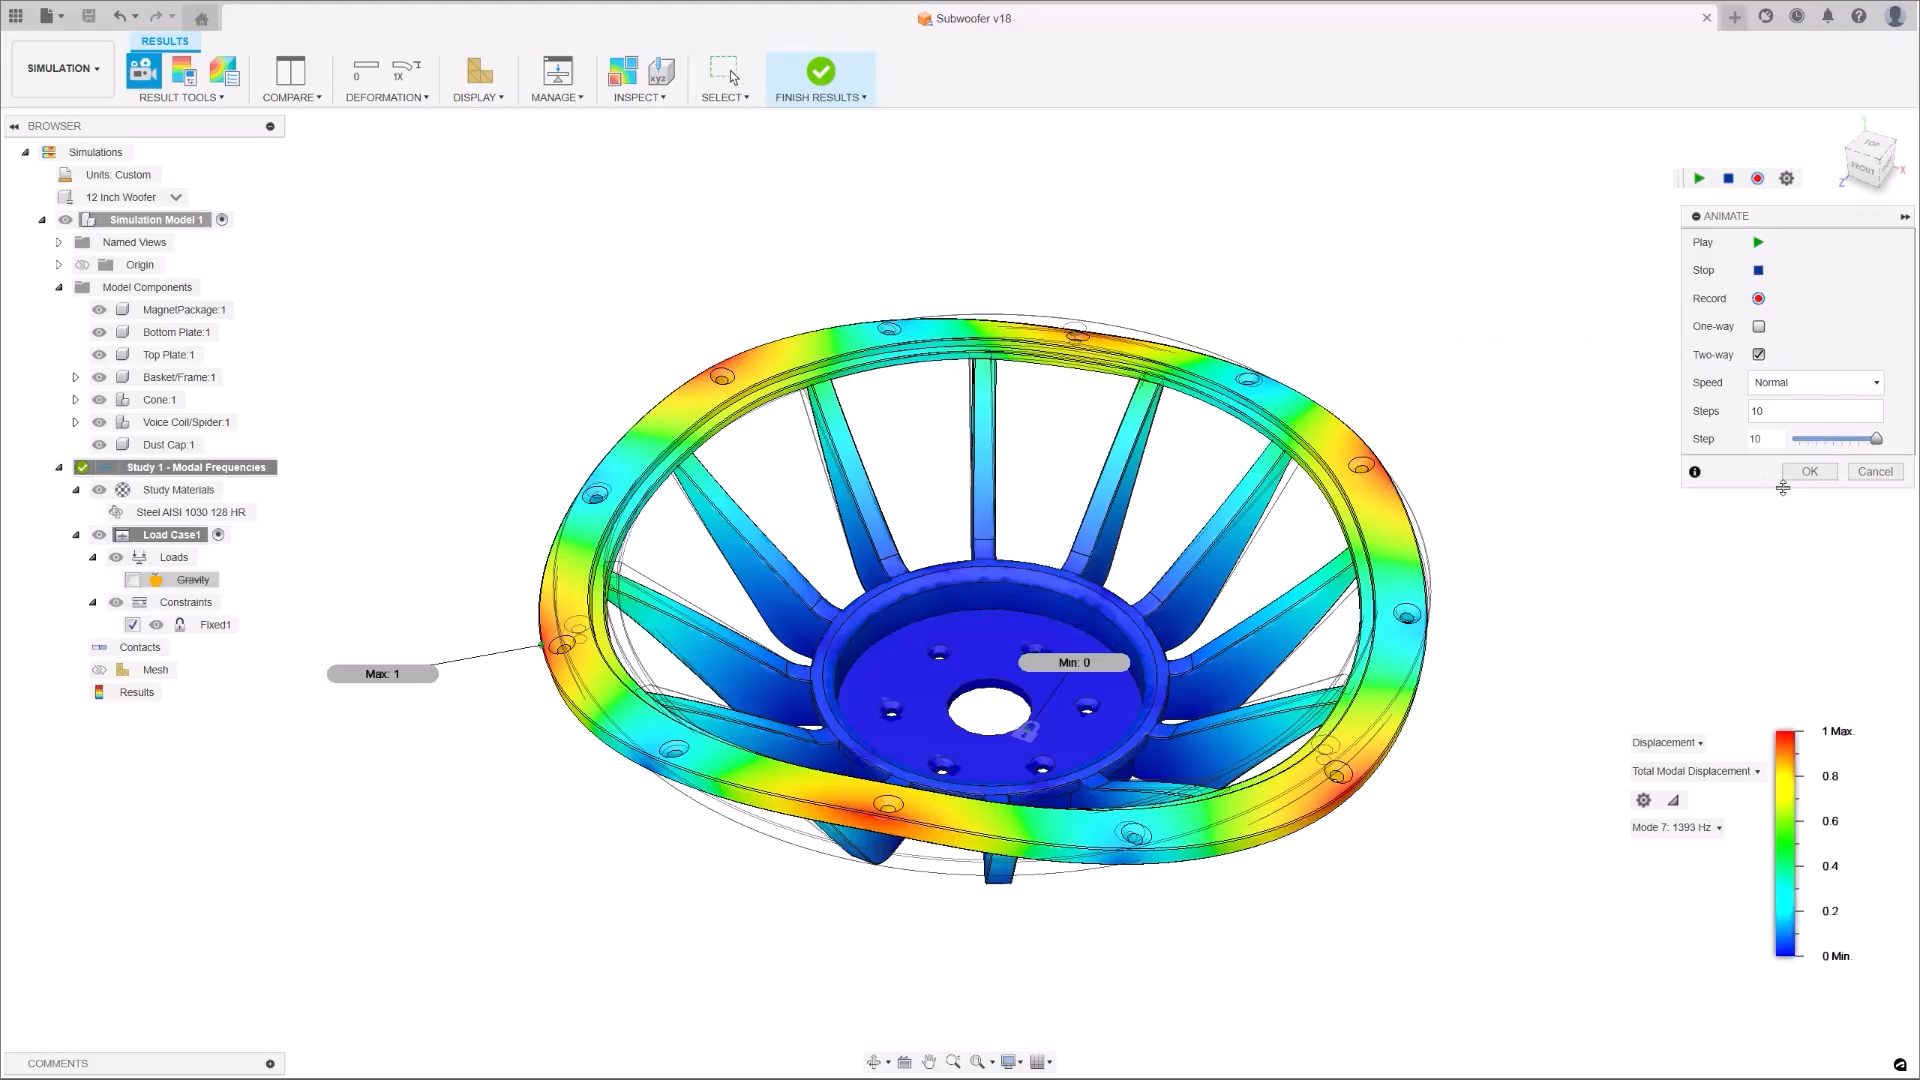 Subwoofer v18
RESULTS
SIMULATION
0
1X
xyz
RESULT TOOLS
COMPARE
DEFORMATION
DISPLAY
MANAGE
INSPECT
SELECT
FINISH RESULTS
BROWSER
Simulations
Units: Custom
12 Inch Woofer
Simulation Model 1
Named Views
Origin
Model Components
MagnetPackage:1
Bottom Plate:1
Top Plate:1
Basket/Frame:1
Cone:1
Voice Coil/Spider:1
Dust Cap:1
Study 1 - Modal Frequencies
Study Materials
Steel AISI 1030 128 HR
Load Case1
Loads
Gravity
Constraints
Fixed1
Contacts
Mesh
Results
Max: 1
Min: 0
Y
TOP
FRONT
X
Z
ANIMATE
Play
Stop
Record
One-way
Two-way
Speed Normal
Steps 10
Step 10
OK Cancel
Displacement
Total Modal Displacement
Mode 7: 1393 Hz
1 Max.
0.8
0.6
0.4
0.2
0 Min.
COMMENTS